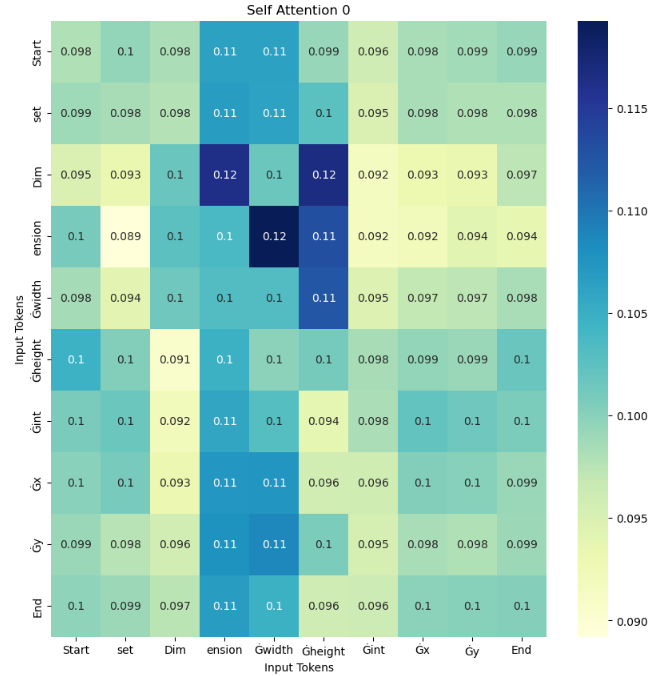 Self Attention 0
Start 0.098 0.1 0.098 0.11 0.11 0.099 0.096 0.098 0.099 0.099
set 0.099 0.098 0.098 0.11 0.11 0.1 0.095 0.098 0.098 0.098
Dim 0.095 0.093 0.1 0.12 0.1 0.12 0.092 0.093 0.093 0.097
ension 0.1 0.089 0.1 0.1 0.12 0.11 0.092 0.092 0.094 0.094
Ġwidth 0.098 0.094 0.1 0.1 0.1 0.11 0.095 0.097 0.097 0.098
Ġheight 0.1 0.1 0.091 0.1 0.1 0.1 0.098 0.099 0.099 0.1
Ġint 0.1 0.1 0.092 0.11 0.1 0.094 0.098 0.1 0.1 0.1
Ġx 0.1 0.1 0.093 0.11 0.11 0.096 0.096 0.1 0.1 0.099
Ġy 0.099 0.098 0.096 0.11 0.11 0.1 0.095 0.098 0.098 0.099
End 0.1 0.099 0.097 0.11 0.1 0.096 0.096 0.1 0.1 0.1
Start set Dim ension Ġwidth Ġheight Ġint Ġx Ġy End
Input Tokens
Input Tokens
0.115
0.110
0.105
0.100
0.095
0.090